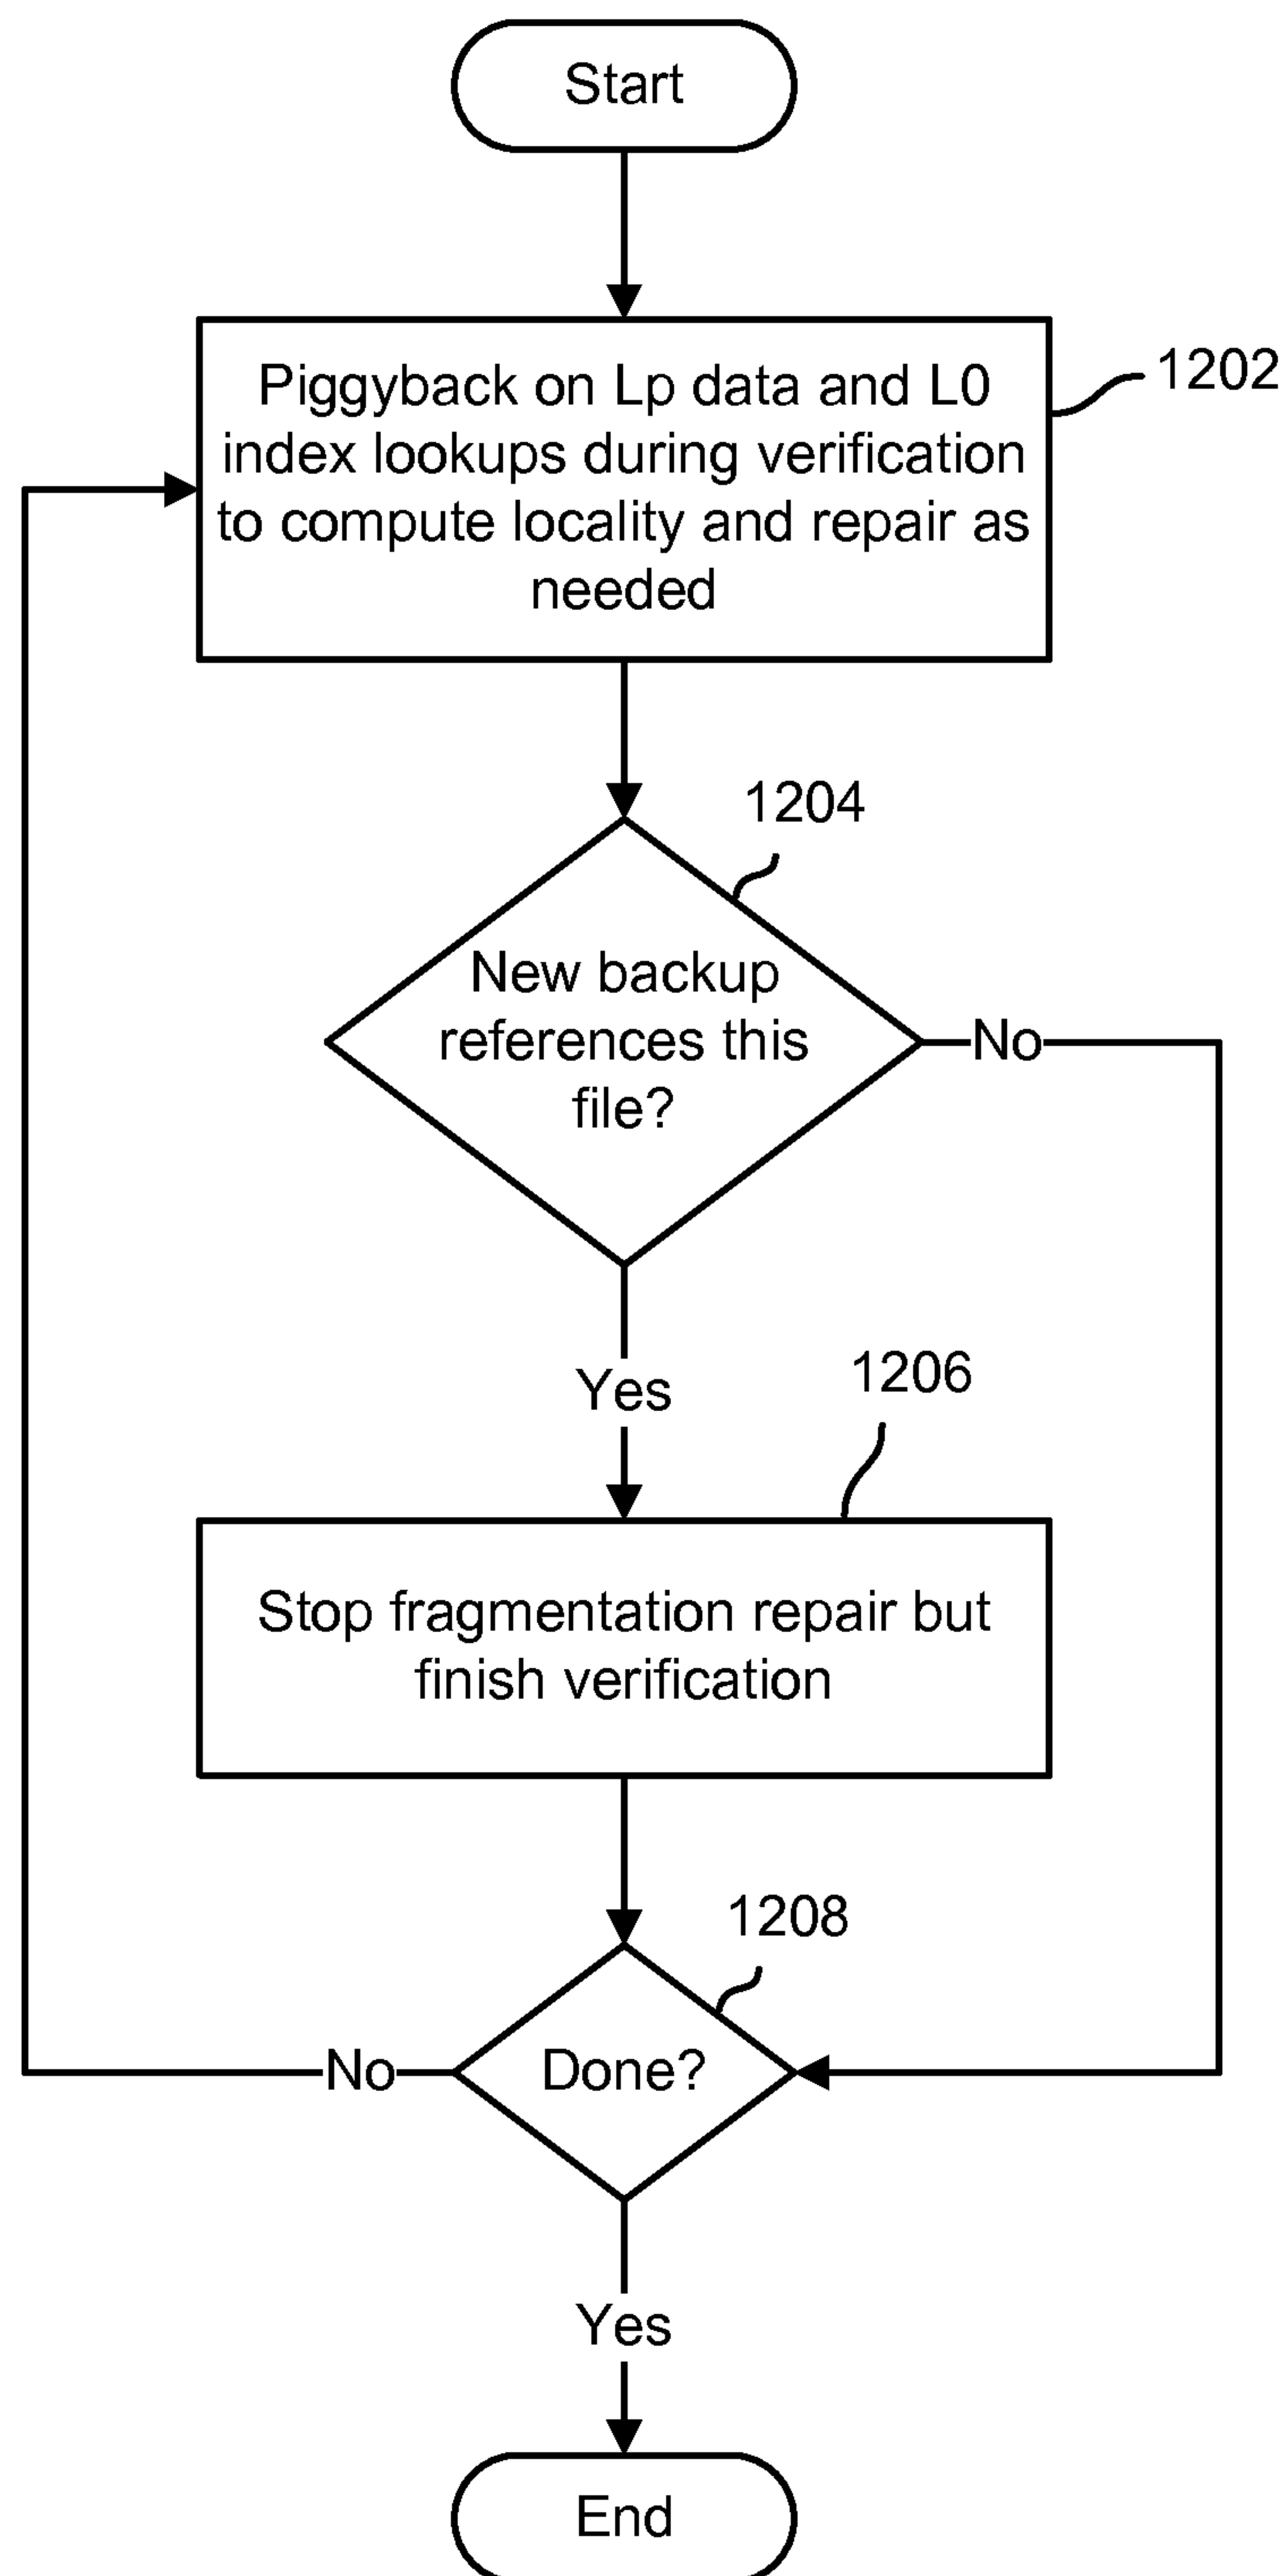 Start
Piggyback on Lp data and L0
index lookups during verification
to compute locality and repair as
needed
1202
1204
New backup
references this
file?
No
Yes
1206
Stop fragmentation repair but
finish verification
1208
Done?
No
Yes
End